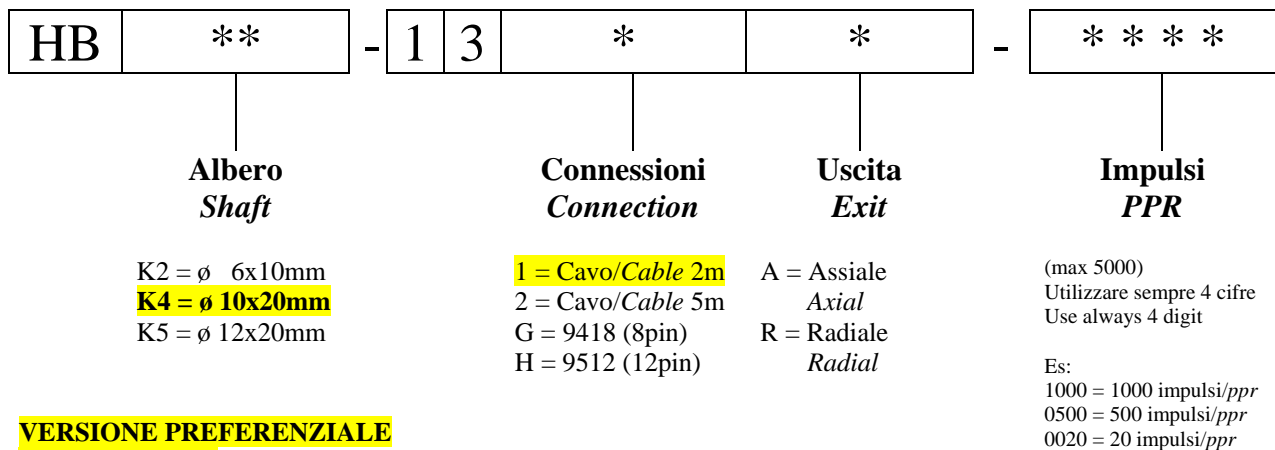 HB ** - 1 3 * * - * * * *
Albero Connessioni Uscita Impulsi
Shaft Connection Exit PPR
K2 = ø 6x10mm
K4 = ø 10x20mm
K5 = ø 12x20mm
1 = Cavo/Cable 2m
2 = Cavo/Cable 5m
G = 9418 (8pin)
H = 9512 (12pin)
A = Assiale
Axial
R = Radiale
Radial
(max 5000)
Utilizzare sempre 4 cifre
Use always 4 digit
Es:
1000 = 1000 impulsi/ppr
0500 = 500 impulsi/ppr
0020 = 20 impulsi/ppr
VERSIONE PREFERENZIALE